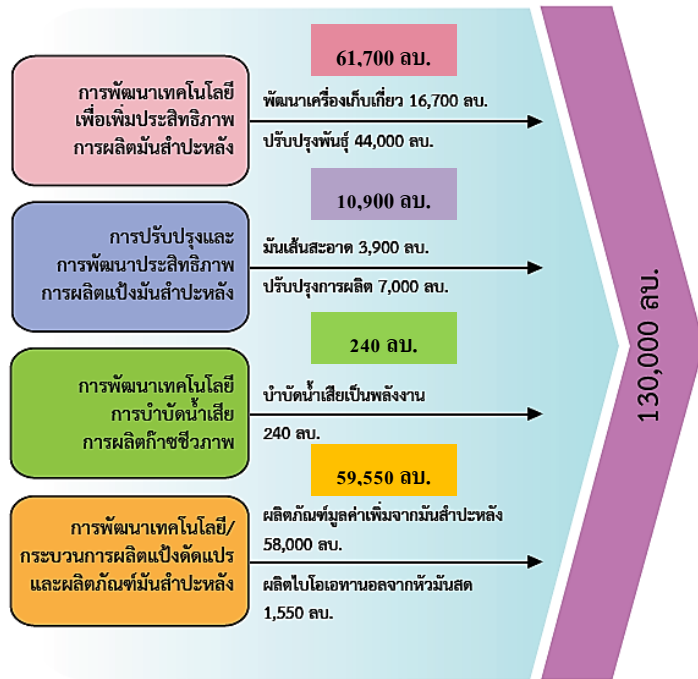 61,700 ลบ.
การพัฒนาเทคโนโลยี
เพื่อเพิ่มประสิทธิภาพ
การผลิตมันสำปะหลัง
พัฒนาเครื่องเก็บเกี่ยว 16,700 ลบ.
ปรับปรุงพันธุ์ 44,000 ลบ.
10,900 ลบ.
การปรับปรุงและ
การพัฒนาประสิทธิภาพ
การผลิตแป้งมันสำปะหลัง
มันเส้นสะอาด 3,900 ลบ.
ปรับปรุงการผลิต 7,000 ลบ.
240 ลบ.
การพัฒนาเทคโนโลยี
การบำบัดน้ำเสีย
การผลิตก๊าซชีวภาพ
บำบัดน้ำเสียเป็นพลังงาน
240 ลบ.
59,550 ลบ.
การพัฒนาเทคโนโลยี/
กระบวนการผลิตแป้งดัดแปร
และผลิตภัณฑ์มันสำปะหลัง
ผลิตภัณฑ์มูลค่าเพิ่มจากมันสำปะหลัง
58,000 ลบ.
ผลิตไบโอเอทานอลจากหัวมันสด
1,550 ลบ.
130,000 ลบ.